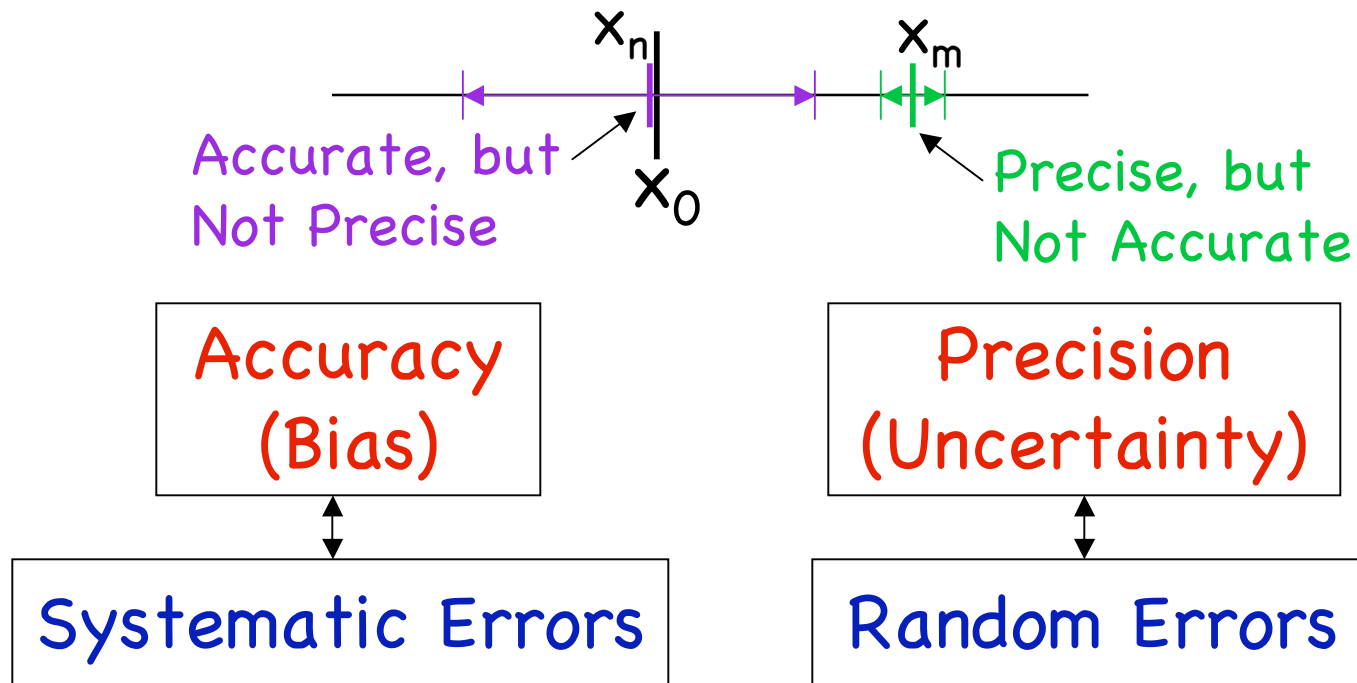 xn
xm
Accurate, but
Not Precise
x0
Precise, but
Not Accurate
Accuracy
(Bias)
Precision
(Uncertainty)
Systematic Errors
Random Errors